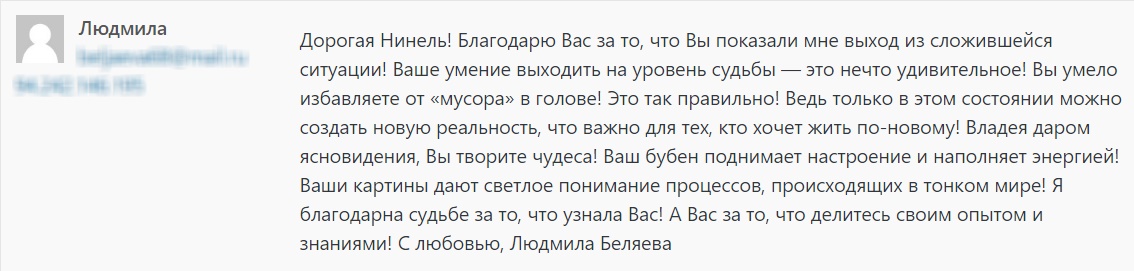 Людмила
Дорогая Нинель! Благодарю Вас за то, что Вы показали мне выход из сложившейся
ситуации! Ваше умение выходить на уровень судьбы — это нечто удивительное! Вы умело
избавляете от «мусора» в голове! Это так правильно! Ведь только в этом состоянии можно
создать новую реальность, что важно для тех, кто хочет жить по-новому! Владея даром
ясновидения, Вы творите чудеса! Ваш бубен поднимает настроение и наполняет энергией!
Ваши картины дают светлое понимание процессов, происходящих в тонком мире! Я
благодарна судьбе за то, что узнала Вас! А Вас за то, что делитесь своим опытом и
знаниями! С любовью, Людмила Беляева